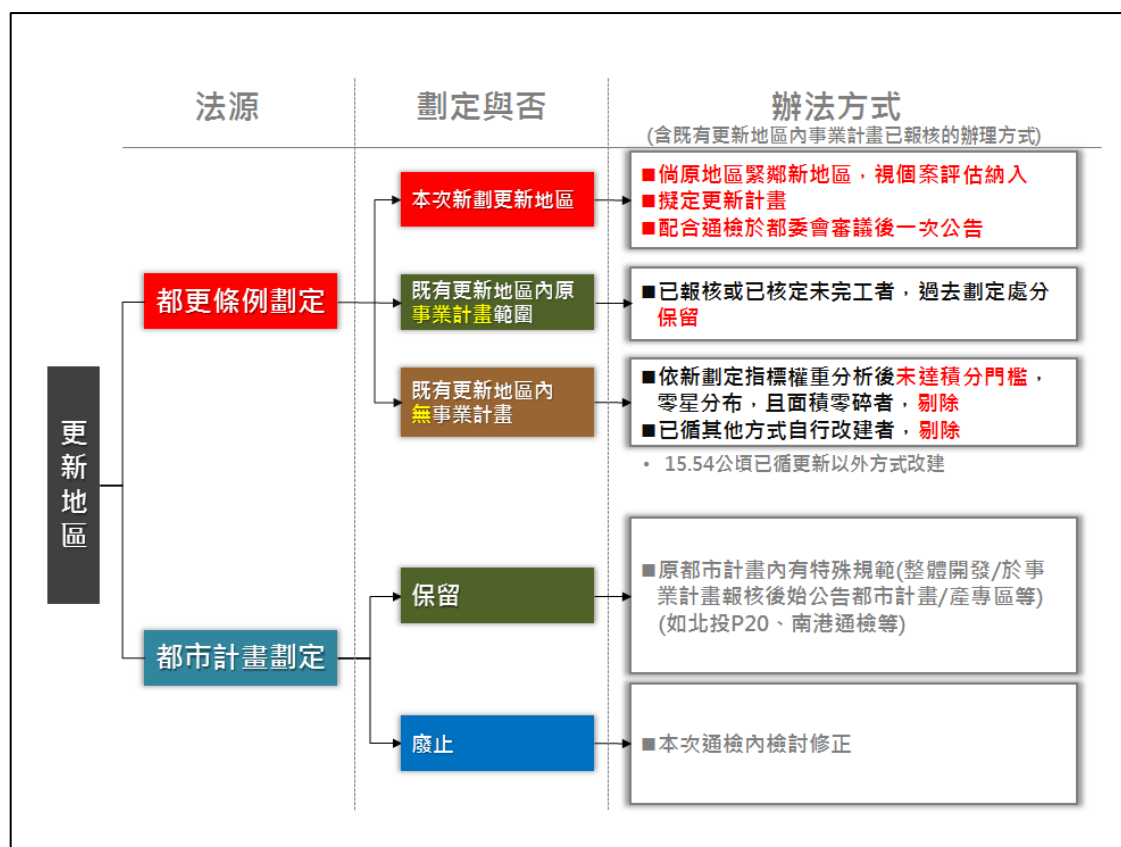 法源
劃定與否
辦法方式
(含既有更新地區內事業計畫已報核的辦理方式)
更新地區
都更條例劃定
本次新劃更新地區
■倘原地區緊鄰新地區，視個案評估納入
■擬定更新計畫
■配合通檢於都委會審議後一次公告
既有更新地區內原
事業計畫範圍
■已報核或已核定未完工者，過去劃定處分
保留
既有更新地區內
無事業計畫
■依新劃定指標權重分析後未達積分門檻，
零星分布，且面積零碎者，剔除
■已循其他方式自行改建者，剔除
• 15.54公頃已循更新以外方式改建
都市計畫劃定
保留
■原都市計畫內有特殊規範(整體開發/於事
業計畫報核後始公告都市計畫/產專區等)
(如北投P20、南港通檢等)
廢止
■本次通檢內檢討修正